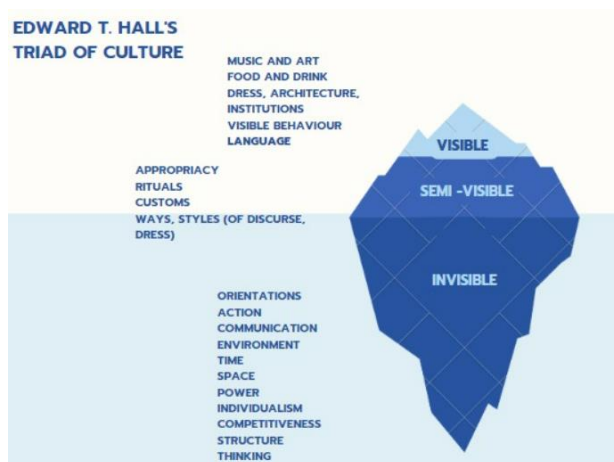 EDWARD T. HALL'S
TRIAD OF CULTURE
MUSIC AND ART
FOOD AND DRINK
DRESS, ARCHITECTURE,
INSTITUTIONS
VISIBLE BEHAVIOUR
LANGUAGE
VISIBLE
APPROPRIACY
RITUALS
CUSTOMS
WAYS, STYLES (OF DISCURSE,
DRESS)
SEMI -VISIBLE
INVISIBLE
ORIENTATIONS
ACTION
COMMUNICATION
ENVIRONMENT
TIME
SPACE
POWER
INDIVIDUALISM
COMPETITIVENESS
STRUCTURE
THINKING